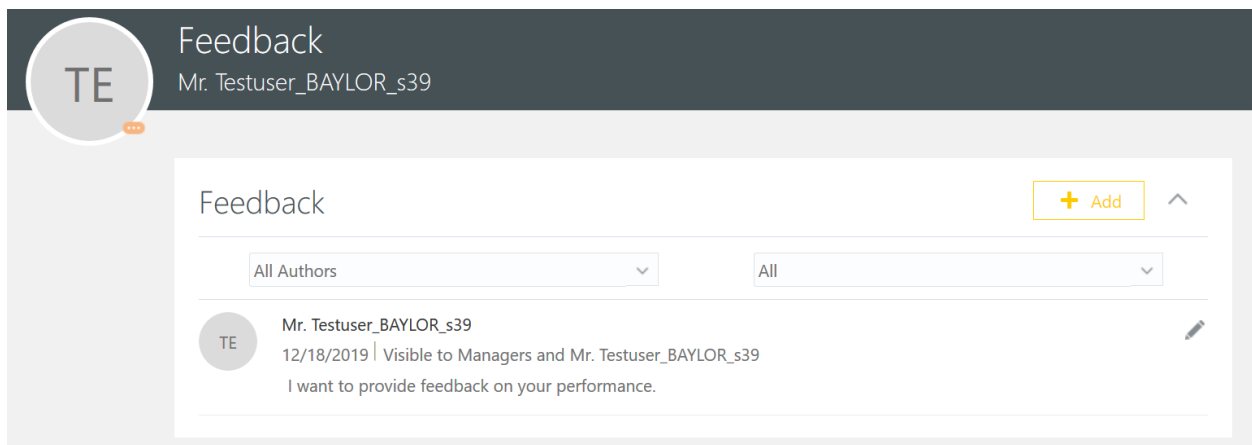 TE
Feedback
Mr. Testuser_BAYLOR_s39
Feedback
Add
All Authors
All
TE
Mr. Testuser_BAYLOR_s39
12/18/2019 Visible to Managers and Mr. Testuser_BAYLOR_s39
I want to provide feedback on your performance.